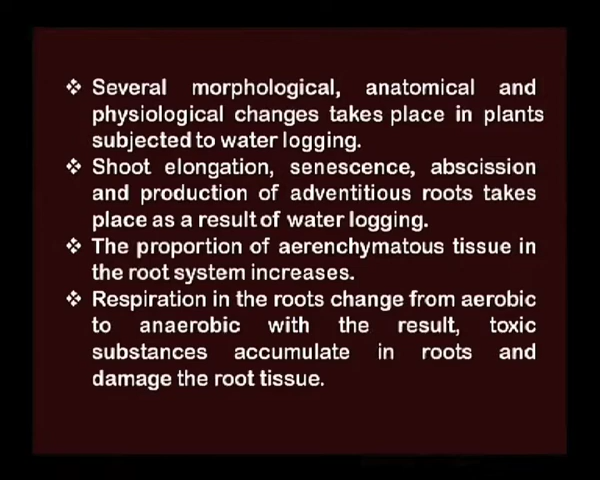 ❖ Several morphological, anatomical and
physiological changes takes place in plants
subjected to water logging.
❖ Shoot elongation, senescence, abscission
and production of adventitious roots takes
place as a result of water logging.
❖ The proportion of aerenchymatous tissue in
the root system increases.
❖ Respiration in the roots change from aerobic
to anaerobic with the result, toxic
substances accumulate in roots and
damage the root tissue.